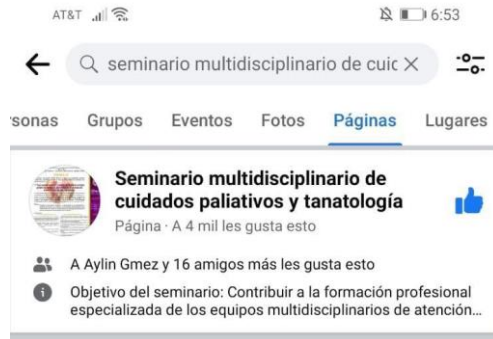 AT&T 6:53
seminario multidisciplinario de cuic
rsonas Grupos Eventos Fotos Páginas Lugares
Seminario multidisciplinario de
cuidados paliativos y tanatología
Página · A 4 mil les gusta esto
A Aylin Gmez y 16 amigos más les gusta esto
Objetivo del seminario: Contribuir a la formación profesional
especializada de los equipos multidisciplinarios de atención...